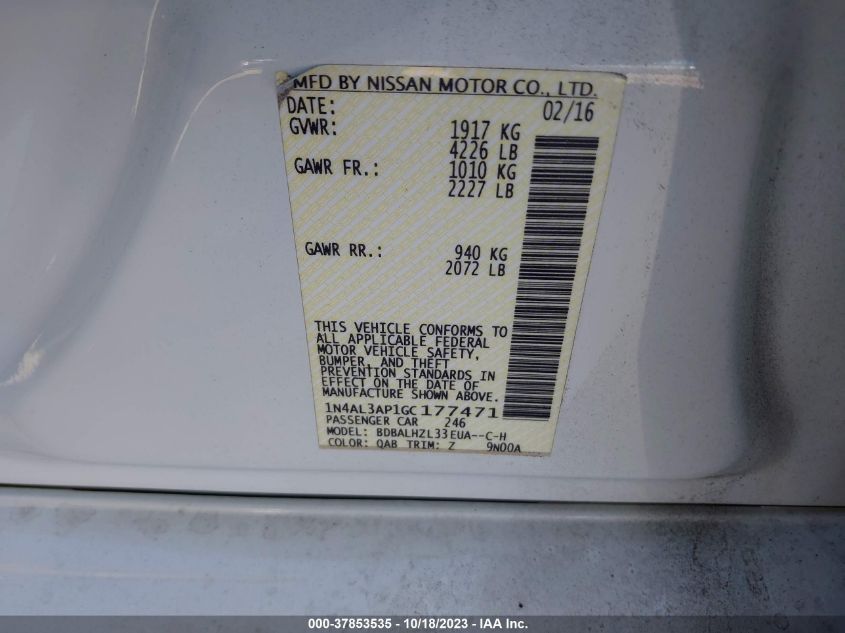 MFD BY NISSAN MOTOR CO., LTD.
DATE: 02/16
GVWR: 1917 KG
4226 LB
GAWR FR.: 1010 KG
2227 LB
GAWR RR.: 940 KG
2072 LB
THIS VEHICLE CONFORMS TO
ALL APPLICABLE FEDERAL
MOTOR VEHICLE SAFETY,
BUMPER, AND THEFT
PREVENTION STANDARDS IN
EFFECT ON THE DATE OF
MANUFACTURE SHOWN ABOVE.
1N4AL3AP1GC177471
PASSENGER CAR 246
MODEL: BDBALHZL33EUA--C-H
COLOR: QAB TRIM: Z 9N00A
000-37853535 - 10/18/2023 - IAA Inc.